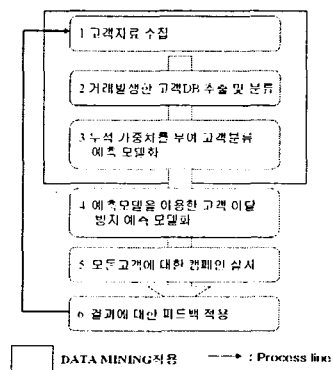 1 고객자료 수집
2 거래발생한 고객DB 추출 및 분류
3 누적 가중치를 부여 고객분류
예측 모델화
4 예측모델을 이용한 고객 이탈
방지 예측 모델화
5 모든고객에 대한 캠페인 실시
6 결과에 대한 피드백 적용
DATA MINING적용
: Process line